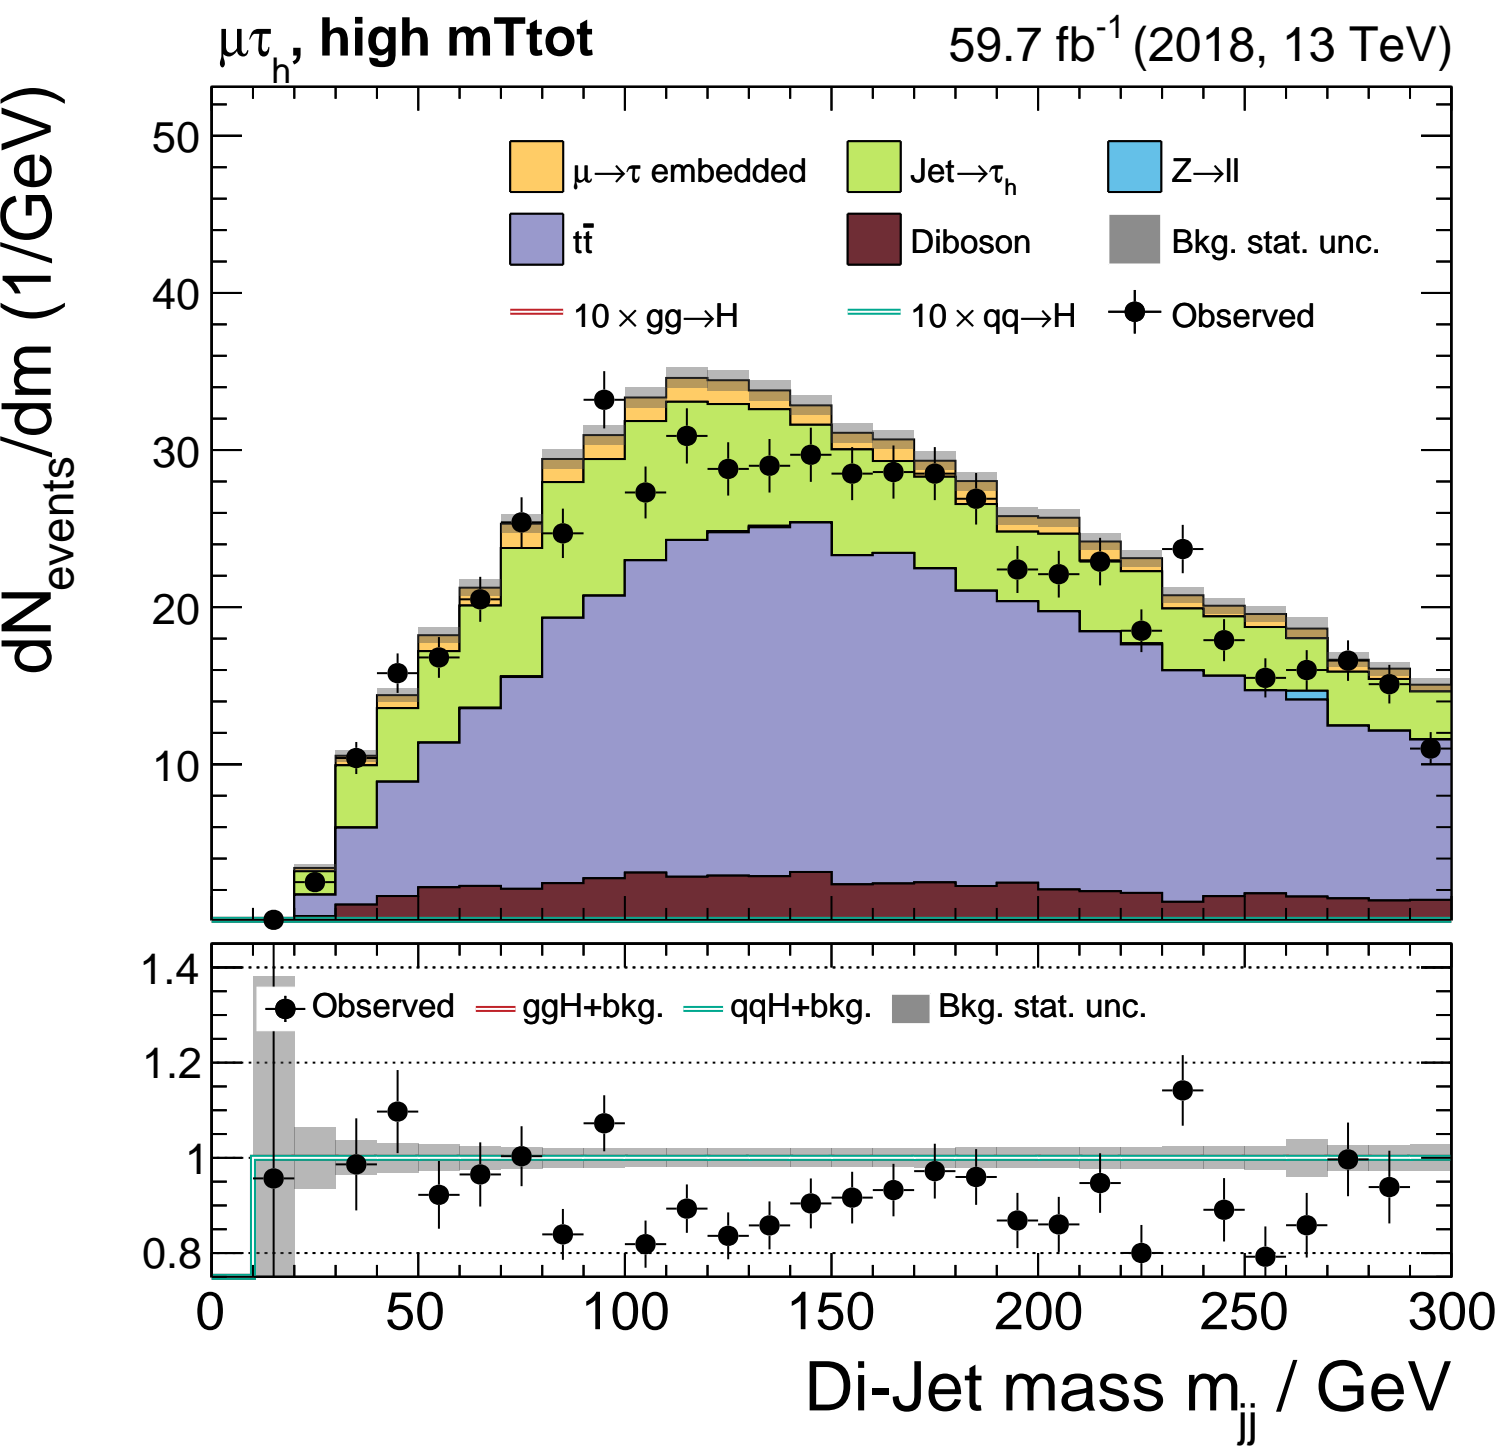 μτh, high mTtot 59.7 fb⁻¹ (2018, 13 TeV)
dNevents/dm (1/GeV)
50
40
30
20
10
μ→τ embedded Jet→τh Z→ll
tt̄ Diboson Bkg. stat. unc.
10 × gg→H 10 × qq→H Observed
1.4
1.2
1
0.8
Observed ggH+bkg. qqH+bkg. Bkg. stat. unc.
0 50 100 150 200 250 300
Di-Jet mass mjj / GeV